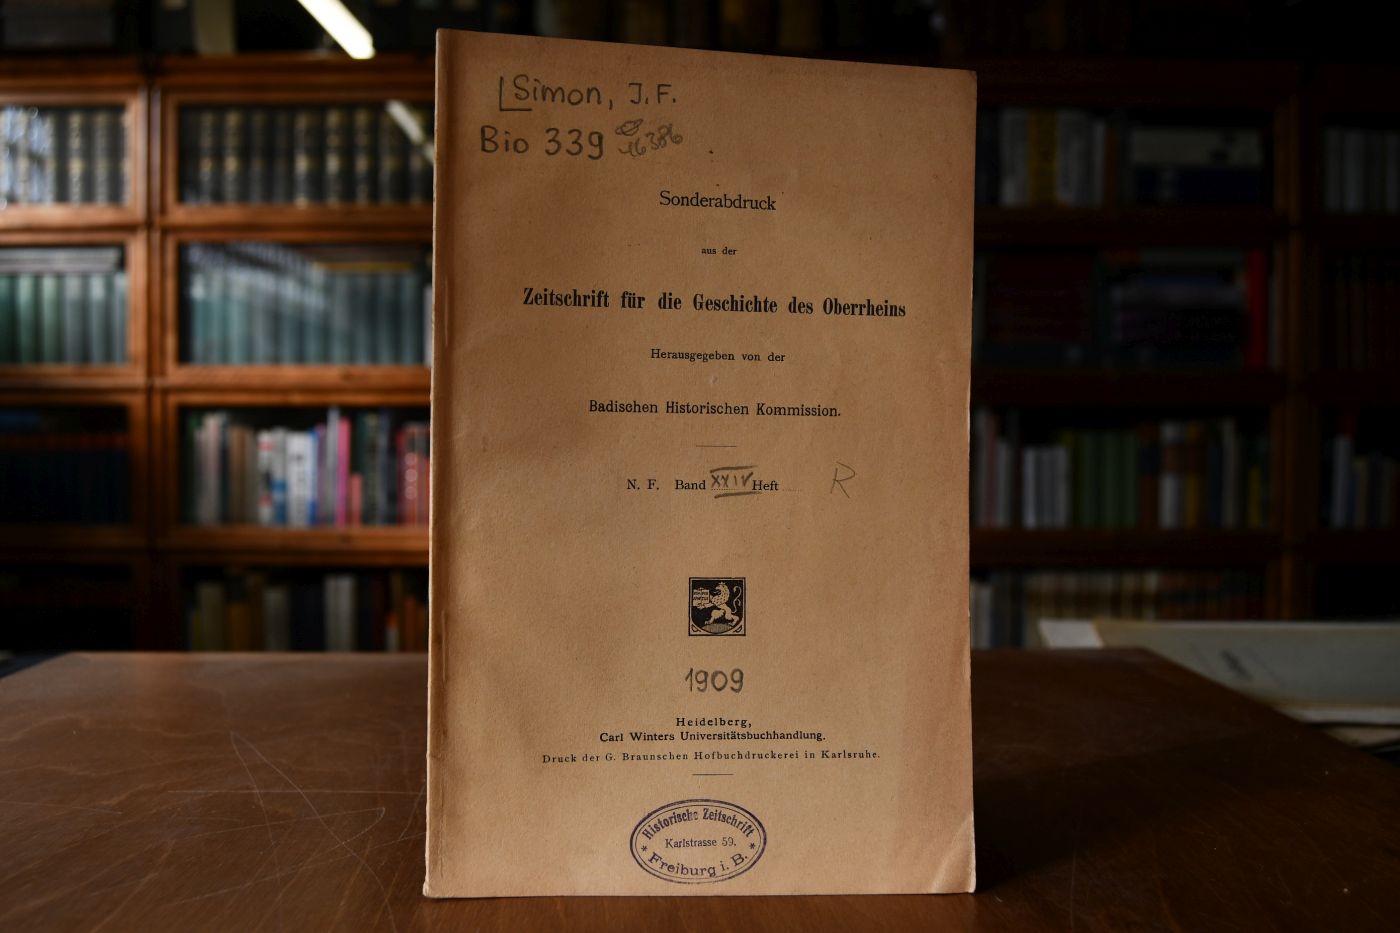 Simon, J. F.
Bio 339
16386
Sonderabdruck
aus der
Zeitschrift für die Geschichte des Oberrheins
Herausgegeben von der
Badischen Historischen Kommission.
N. F. Band XXIV Heft
R
1909
Heidelberg,
Carl Winters Universitätsbuchhandlung.
Druck der G. Braunschen Hofbuchdruckerei in Karlsruhe.
Historische Zeitschrift
Karlstrasse 59.
* Freiburg i. B. *